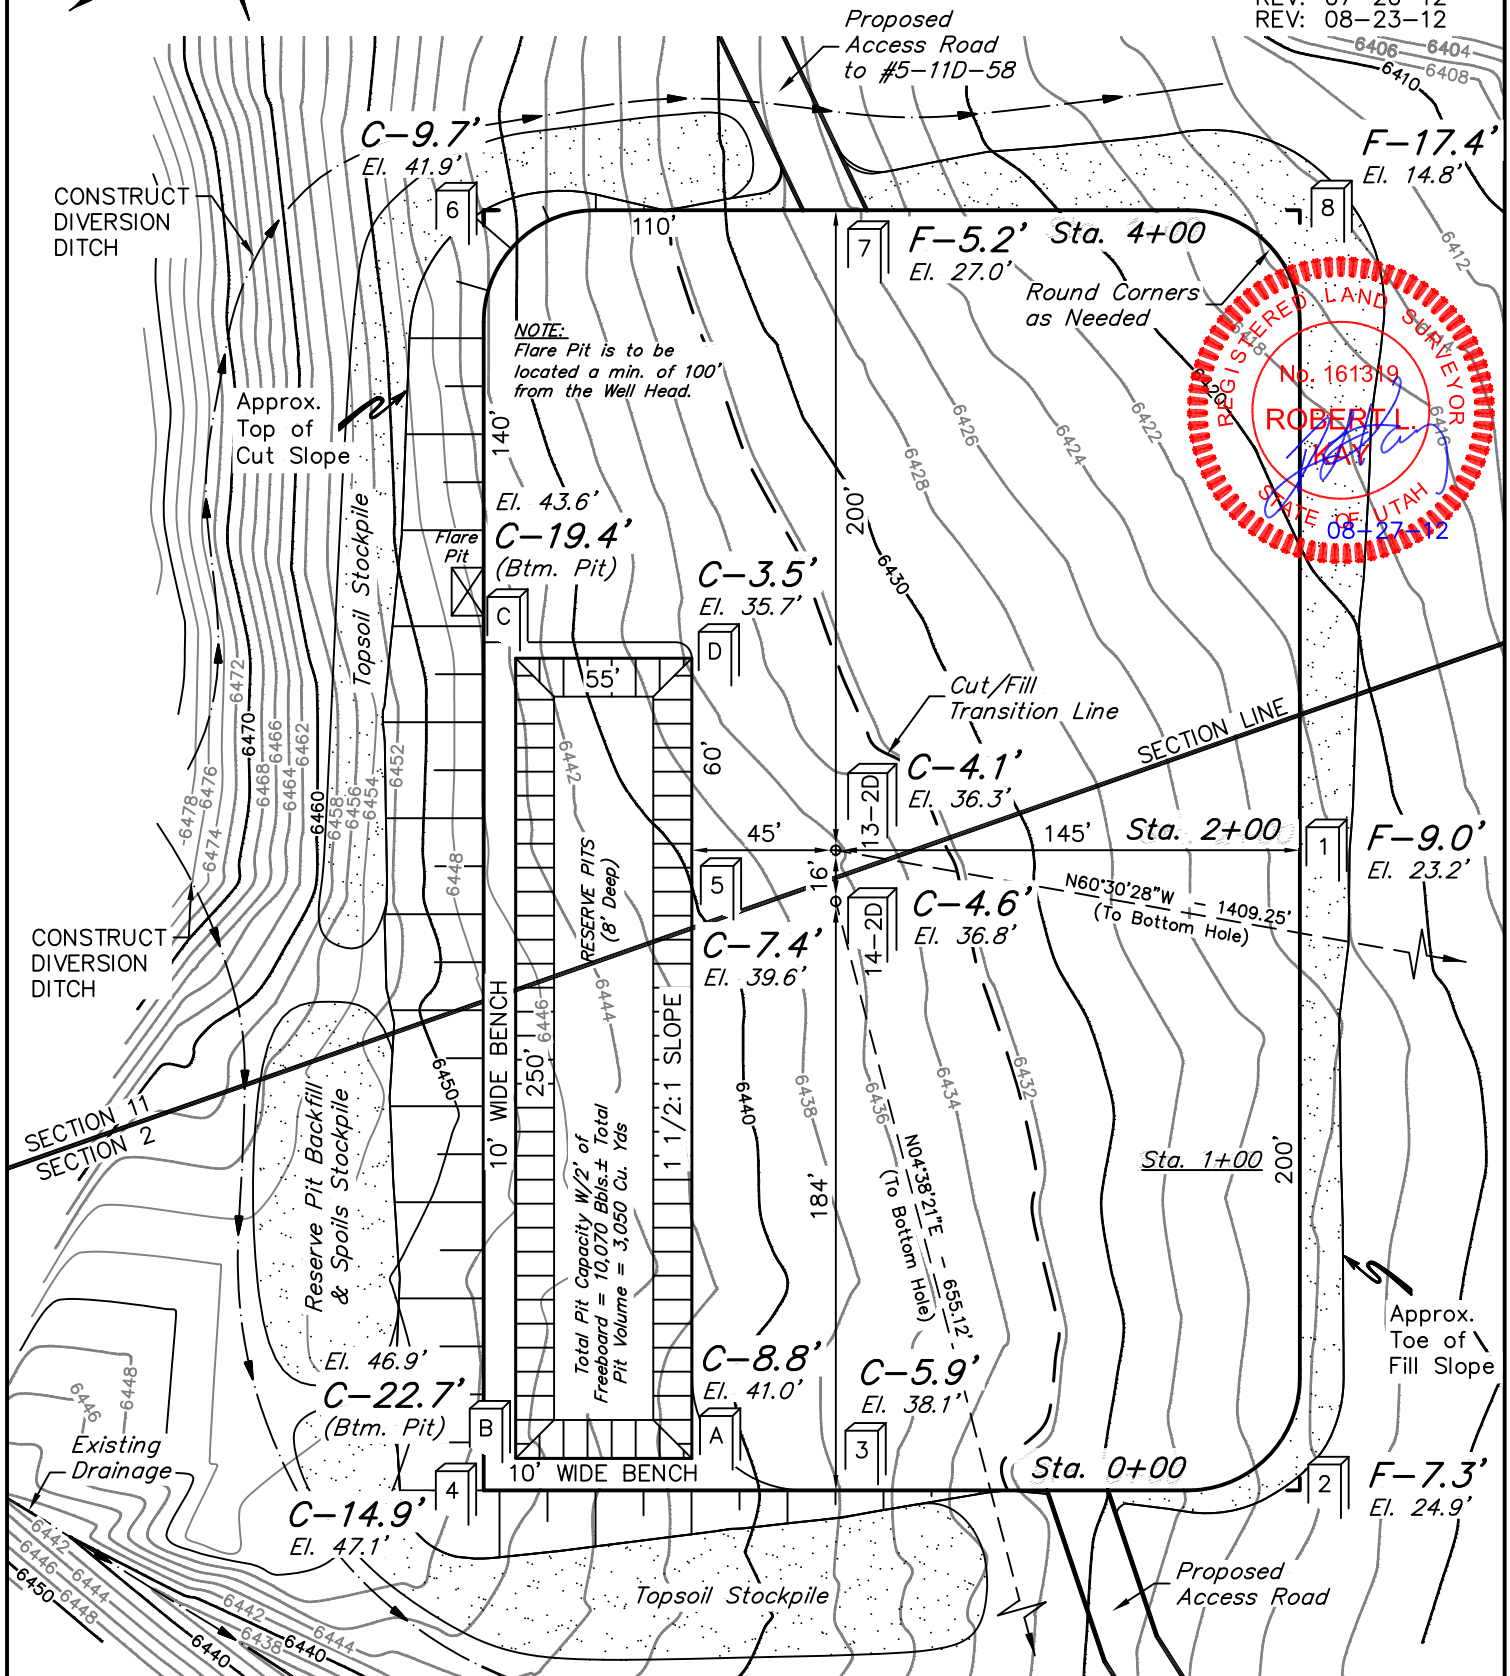 REV: 08-23-12
Proposed
Access Road
to #5-11D-58
6406
6404
6408
6410
C-9.7'
El. 41.9'
F-17.4'
El. 14.8'
CONSTRUCT
DIVERSION
DITCH
6
110'
7
F-5.2'
El. 27.0'
Sta. 4+00
8
6412
Round Corners
as Needed
NOTE:
Flare Pit is to be
located a min. of 100'
from the Well Head.
REGISTERED LAND SURVEYOR
No. 161319
ROBERT L.
KAY
STATE OF UTAH
08-27-12
6418
6414
6420
6416
Approx.
Top of
Cut Slope
140'
6422
6424
6426
6428
200'
El. 43.6'
C-19.4'
(Btm. Pit)
Flare
Pit
Topsoil Stockpile
C-3.5'
El. 35.7'
6430
C
D
55'
60'
Cut/Fill
Transition Line
SECTION LINE
6472
6470
6468
6466
6464
6462
6460
6458
6456
6454
6452
6478
6476
6474
6442
C-4.1'
El. 36.3'
13-2D
45'
145'
Sta. 2+00
1
F-9.0'
El. 23.2'
16'
6448
RESERVE PITS
(8' Deep)
5
C-7.4'
El. 39.6'
14-2D
C-4.6'
El. 36.8'
N60°30'28"W - 1409.25'
(To Bottom Hole)
CONSTRUCT
DIVERSION
DITCH
10' WIDE BENCH
250'
6446
6444
1 1/2:1 SLOPE
6450
6440
6438
6436
6434
6432
SECTION 11
SECTION 2
Reserve Pit Backfill
& Spoils Stockpile
Total Pit Capacity W/2' of
Freeboard = 10,070 Bbls.± Total
Pit Volume = 3,050 Cu. Yds
184'
N04°38'21"E - 655.12'
(To Bottom Hole)
Sta. 1+00
200'
Approx.
Toe of
Fill Slope
El. 46.9'
C-22.7'
(Btm. Pit)
C-8.8'
El. 41.0'
C-5.9'
El. 38.1'
6446
6448
Existing
Drainage
B
A
3
10' WIDE BENCH
Sta. 0+00
4
2
F-7.3'
El. 24.9'
C-14.9'
El. 47.1'
6442
6446
6444
6450
6448
Topsoil Stockpile
Proposed
Access Road
6442
6444
6438
6440
6440